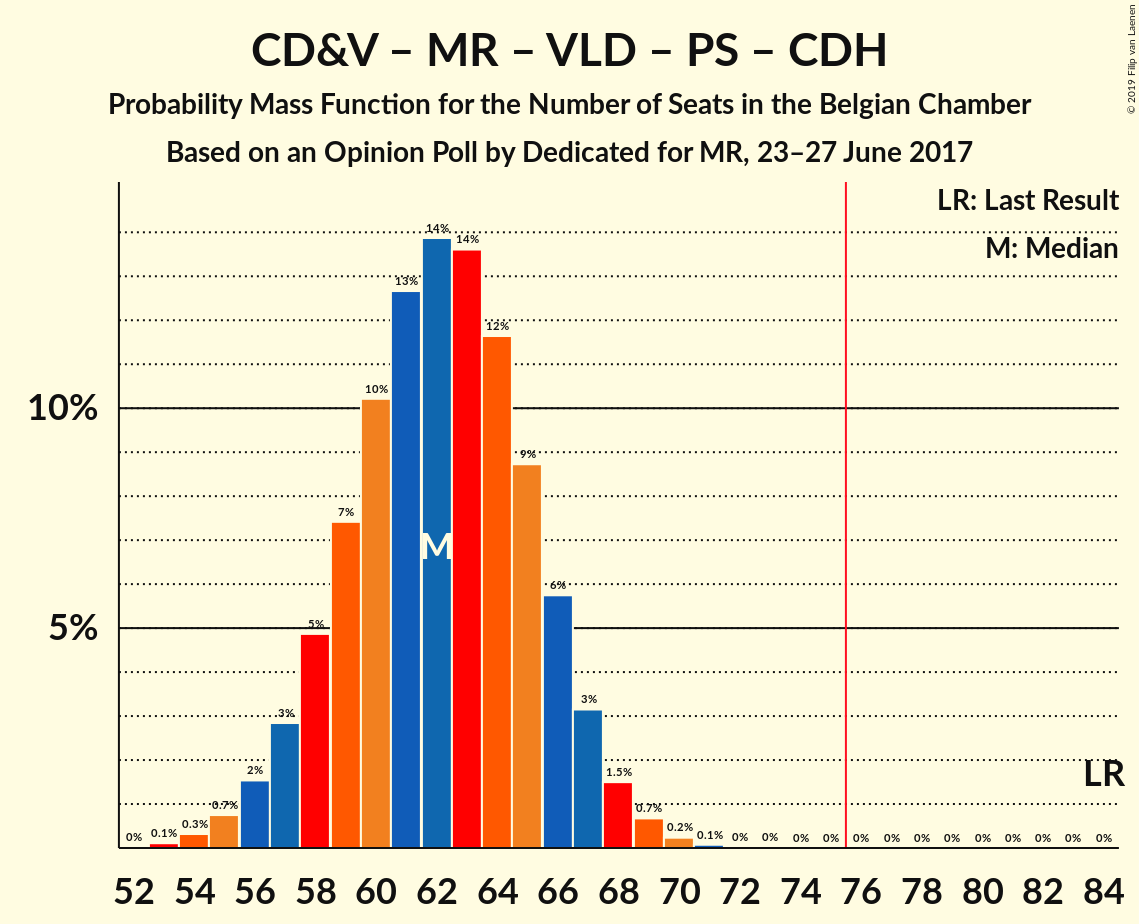 CD&V – MR – VLD – PS – CDH
Probability Mass Function for the Number of Seats in the Belgian Chamber
Based on an Opinion Poll by Dedicated for MR, 23–27 June 2017
© 2019 Filip van Laenen
LR: Last Result
M: Median
10%
5%
0% 0.1% 0.3% 0.7% 2% 3% 5% 7% 10% 13% 14% 14% 12% 9% 6% 3% 1.5% 0.7% 0.2% 0.1% 0% 0% 0% 0% 0% 0% 0% 0% 0% 0% 0% 0% 0%
M
LR
52 54 56 58 60 62 64 66 68 70 72 74 76 78 80 82 84